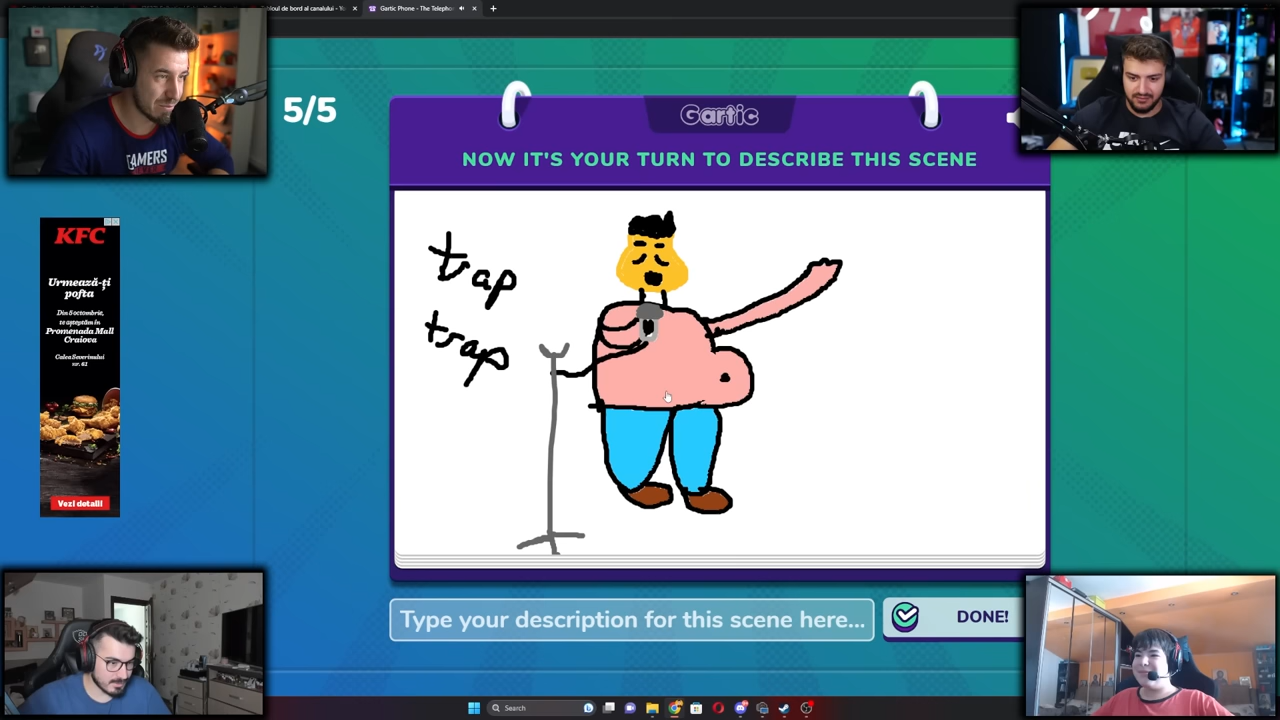 Gartic Phone - The Telepho
5/5
Gartic
NOW IT'S YOUR TURN TO DESCRIBE THIS SCENE
KFC
Urmează-ți
pofta
Din 5 octombrie,
te așteptăm în
Promenada Mall
Craiova
Calea Severinului
nr. 61
Vezi detalii
trap
trap
Type your description for this scene here...
DONE!
Search